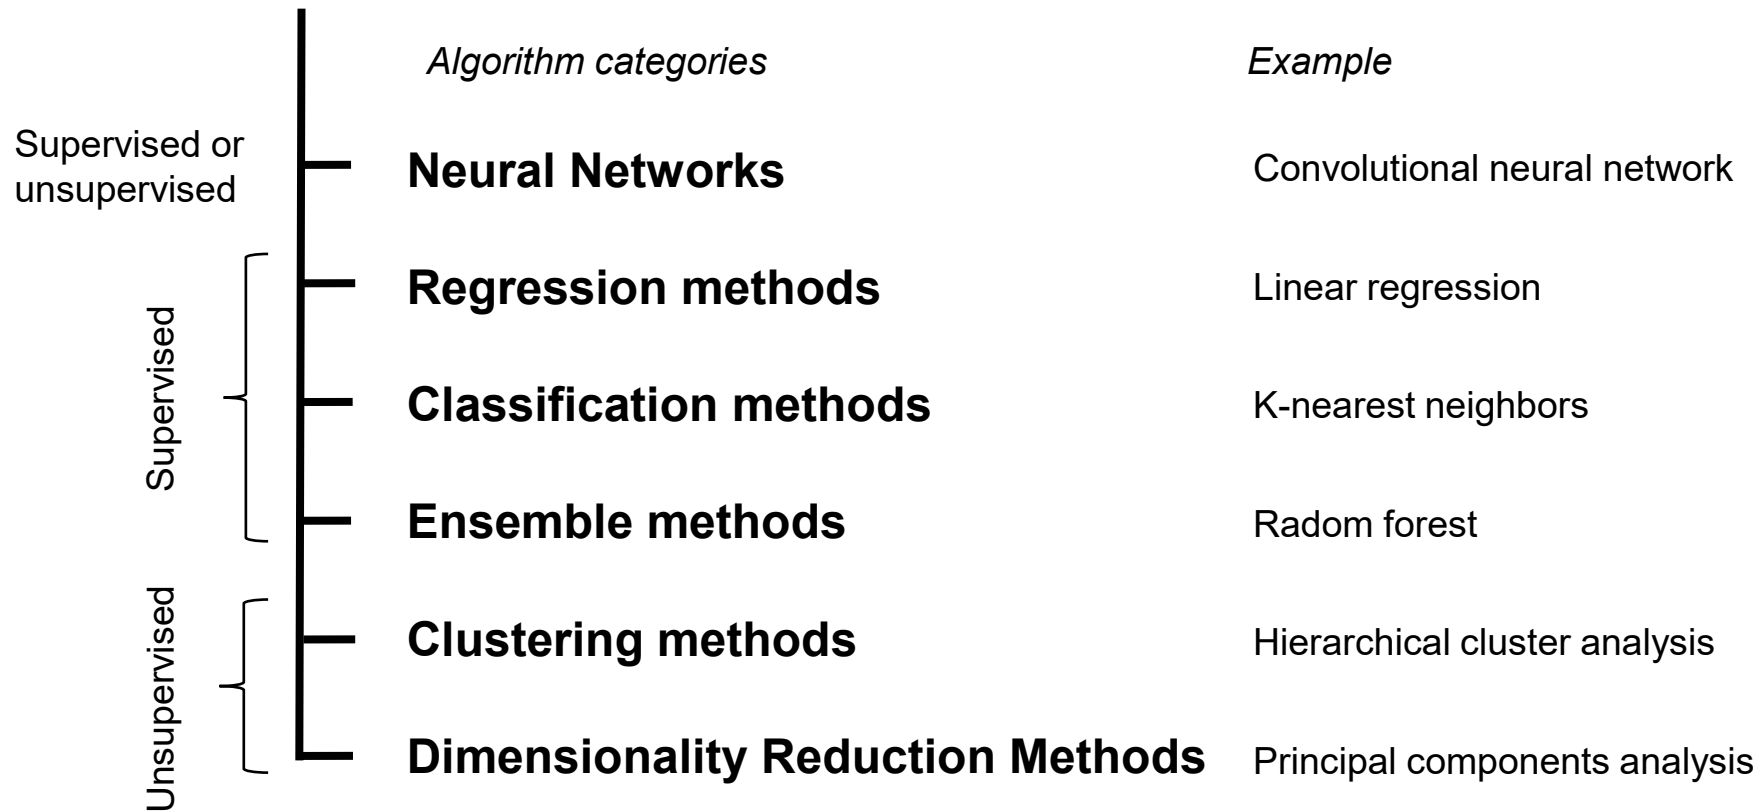 Algorithm categories
Example
Supervised or
unsupervised
Neural Networks
Convolutional neural network
Supervised
Regression methods
Linear regression
Classification methods
K-nearest neighbors
Ensemble methods
Radom forest
Unsupervised
Clustering methods
Hierarchical cluster analysis
Dimensionality Reduction Methods
Principal components analysis